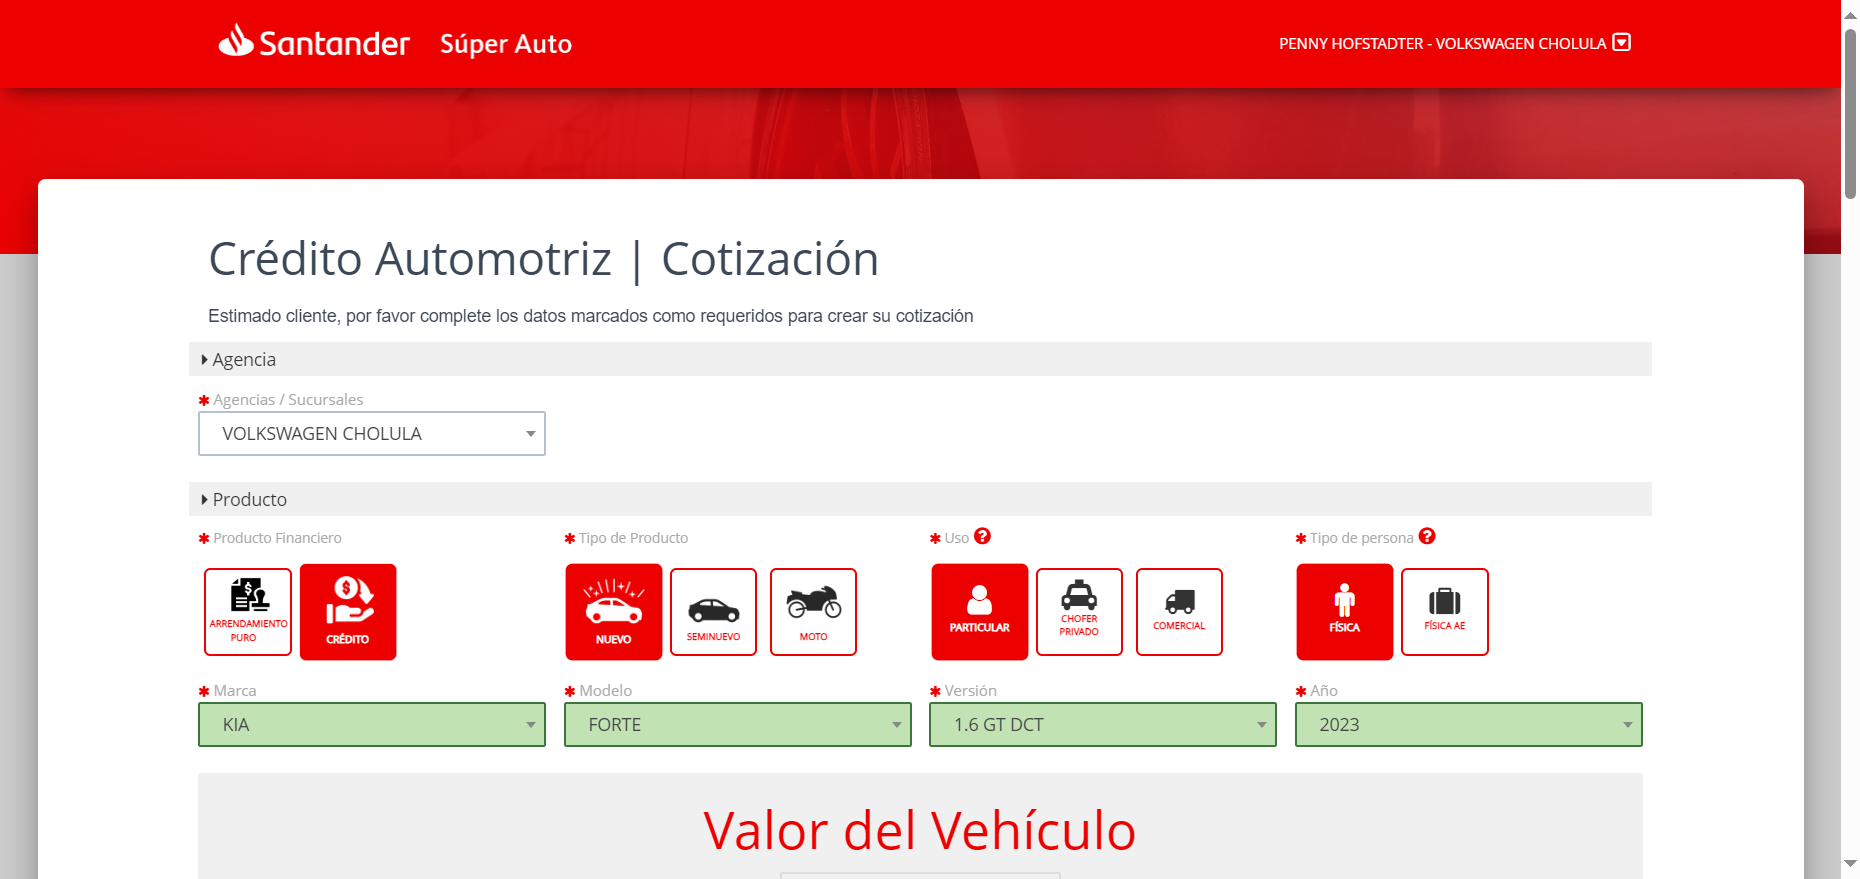 Santander Súper Auto
PENNY HOFSTADTER - VOLKSWAGEN CHOLULA
Crédito Automotriz | Cotización
Estimado cliente, por favor complete los datos marcados como requeridos para crear su cotización
Agencia
* Agencias / Sucursales
VOLKSWAGEN CHOLULA
Producto
* Producto Financiero
ARRENDAMIENTO
PURO
CRÉDITO
* Tipo de Producto
NUEVO
SEMINUEVO
MOTO
* Uso ?
PARTICULAR
CHOFER
PRIVADO
COMERCIAL
* Tipo de persona ?
FÍSICA
FÍSICA AE
* Marca
KIA
* Modelo
FORTE
* Versión
1.6 GT DCT
* Año
2023
Valor del Vehículo